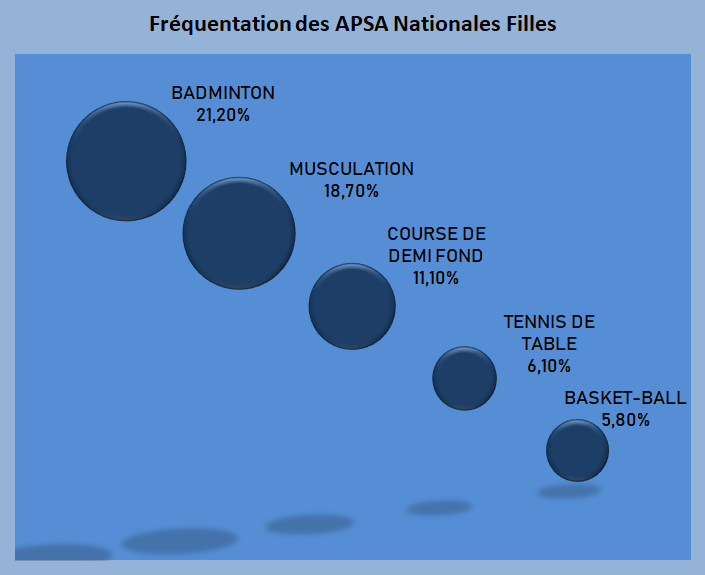 Fréquentation des APSA Nationales Filles
BADMINTON
21,20%
MUSCULATION
18,70%
COURSE DE
DEMI FOND
11,10%
TENNIS DE
TABLE
6,10%
BASKET-BALL
5,80%